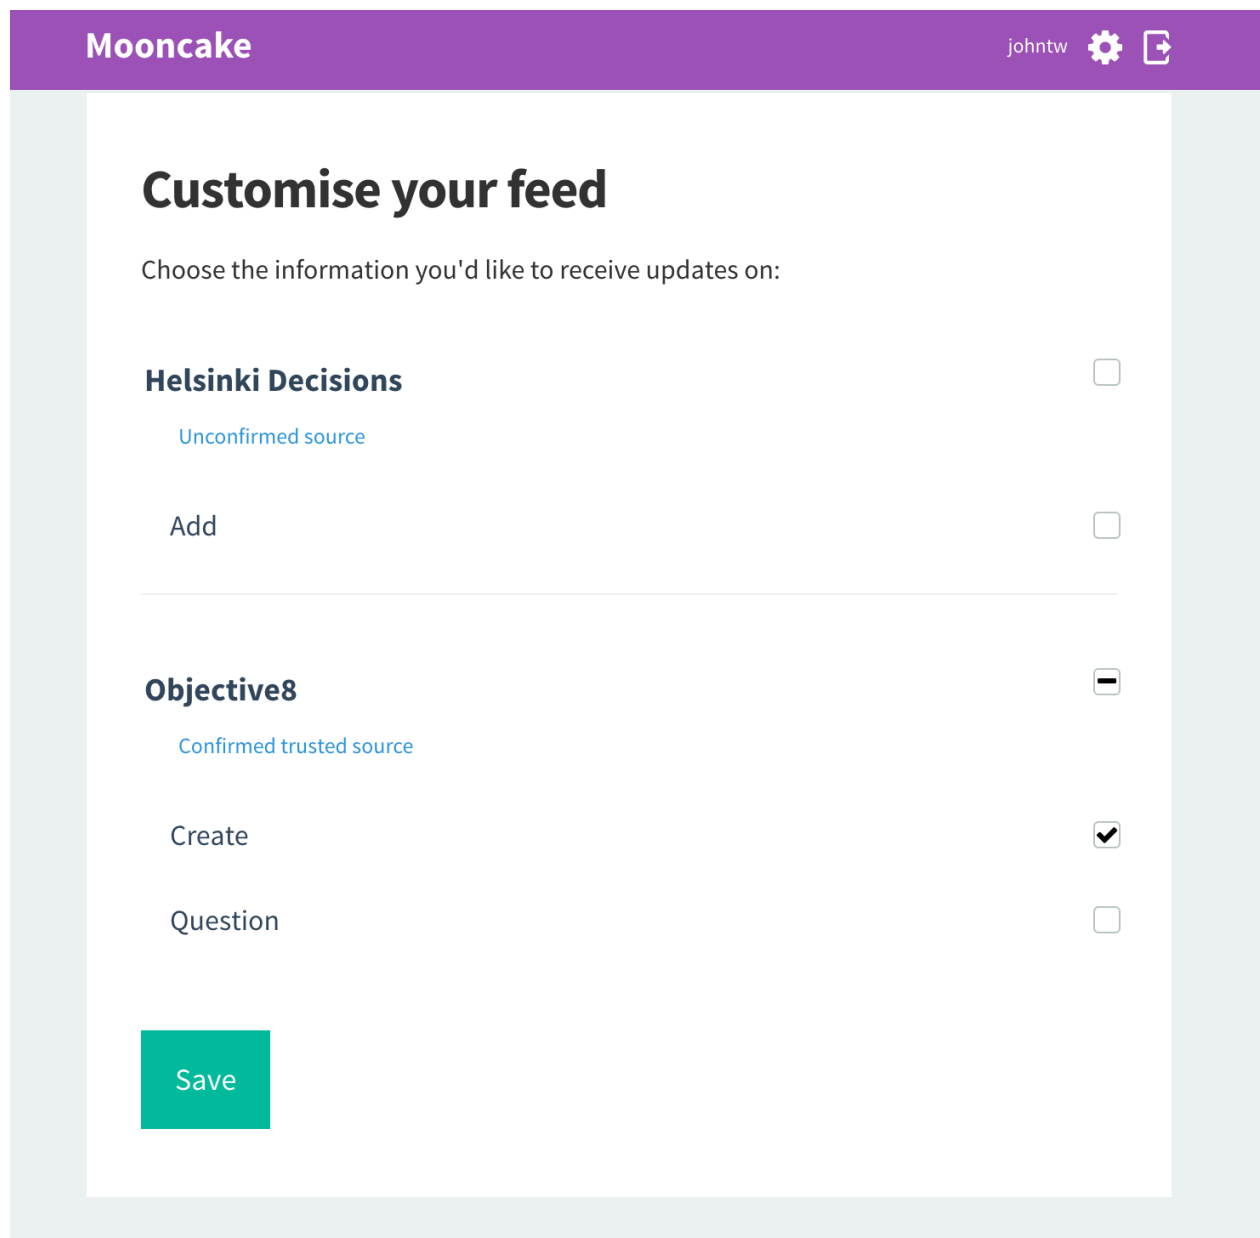 Mooncake
johntw
Customise your feed
Choose the information you'd like to receive updates on:
Helsinki Decisions
Unconfirmed source
Add
Objective8
Confirmed trusted source
Create
Question
Save